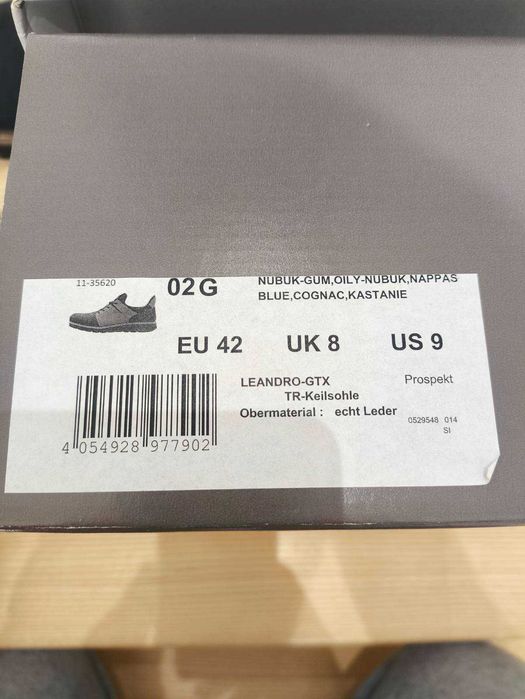 11-35620
02G
NUBUK-GUM,OILY-NUBUK,NAPPAS
BLUE,COGNAC,KASTANIE
EU 42 UK 8 US 9
LEANDRO-GTX
TR-Keilsohle
Obermaterial : echt Leder
Prospekt
0529548 014
SI
4 054928 977902